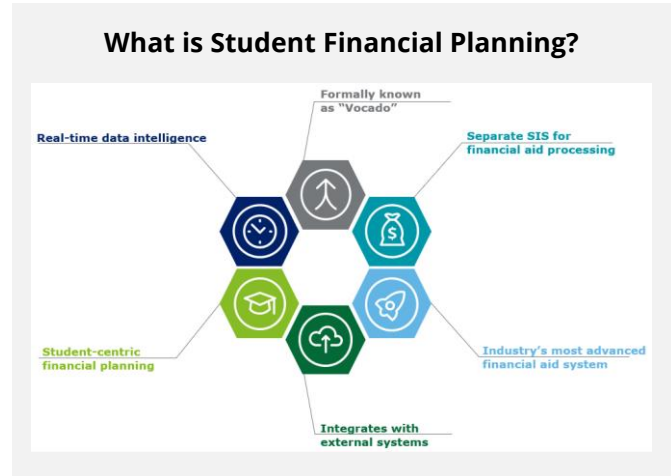 What is Student Financial Planning?
Formally known
as "Vocado"
Real-time data intelligence
Separate SIS for
financial aid processing
$
Student-centric
financial planning
Industry's most advanced
financial aid system
Integrates with
external systems